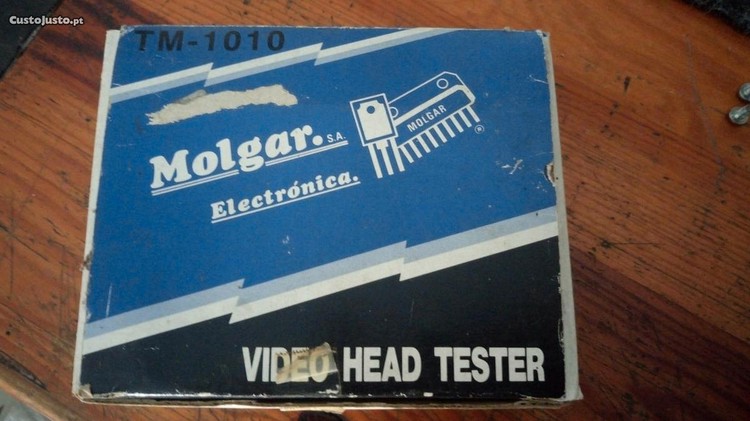 CustoJusto.pt
TM-1010
Molgar. S.A.
Electrónica.
MOLGAR
®
VIDEO HEAD TESTER